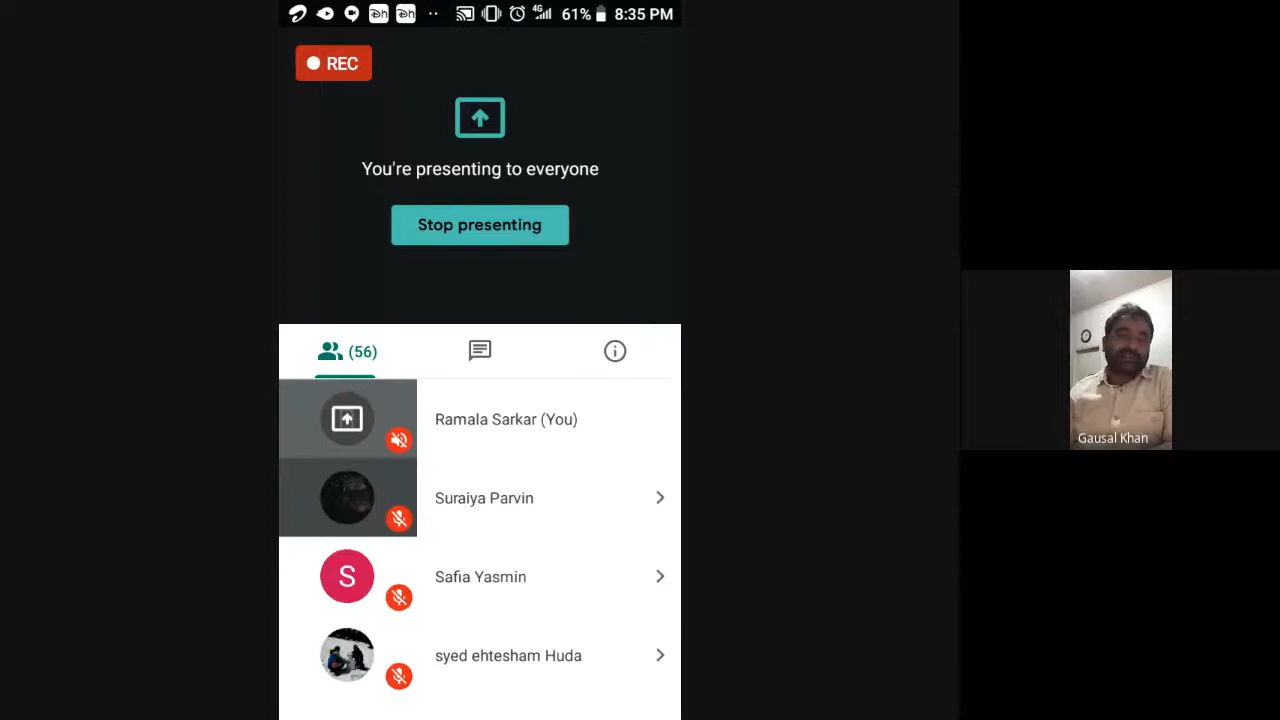 4G 61% 8:35 PM
REC
You're presenting to everyone
Stop presenting
(56)
Ramala Sarkar (You)
Suraiya Parvin
S
Safia Yasmin
syed ehtesham Huda
Gausal Khan